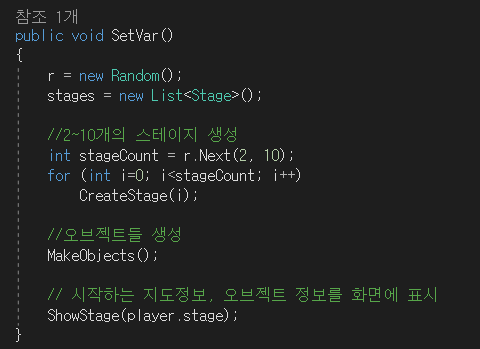 참조 1개
public void SetVar()
{
r = new Random();
stages = new List<Stage>();
//2~10개의 스테이지 생성
int stageCount = r.Next(2, 10);
for (int i=0; i<stageCount; i++)
CreateStage(i);
//오브젝트들 생성
MakeObjects();
// 시작하는 지도정보, 오브젝트 정보를 화면에 표시
ShowStage(player.stage);
}